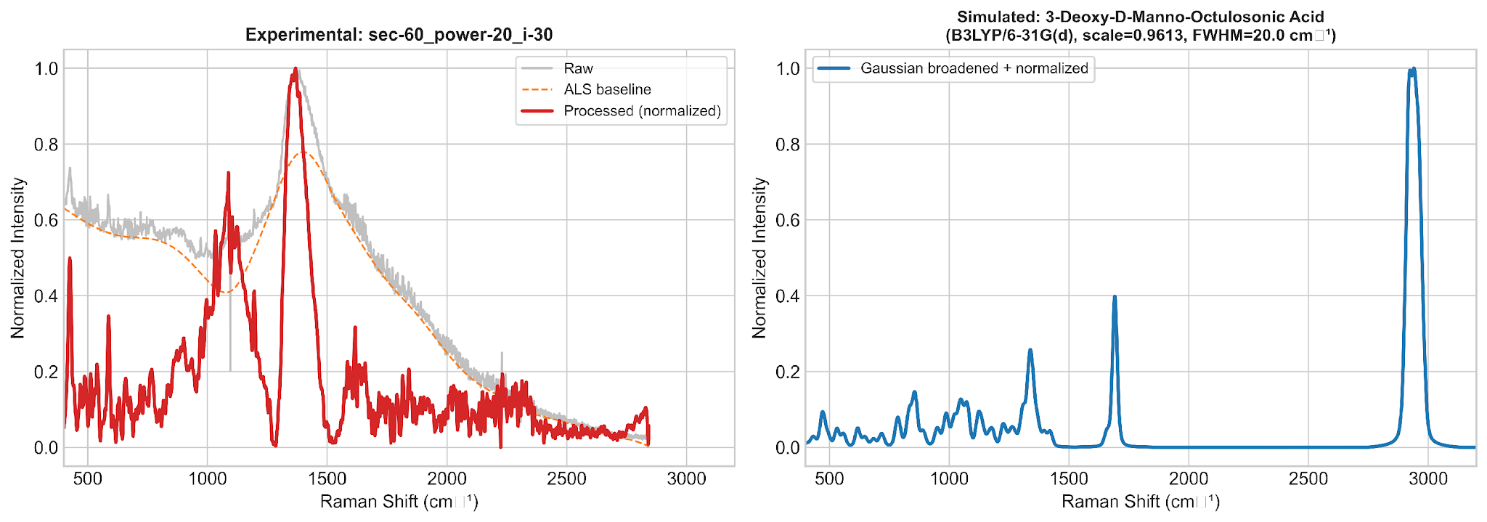 Experimental: sec-60_power-20_i-30
Normalized Intensity
1.0
0.8
0.6
0.4
0.2
0.0
Raw
ALS baseline
Processed (normalized)
500 1000 1500 2000 2500 3000
Raman Shift (cm□¹)
Simulated: 3-Deoxy-D-Manno-Octulosonic Acid
(B3LYP/6-31G(d), scale=0.9613, FWHM=20.0 cm□¹)
Normalized Intensity
1.0
0.8
0.6
0.4
0.2
0.0
Gaussian broadened + normalized
500 1000 1500 2000 2500 3000
Raman Shift (cm□¹)